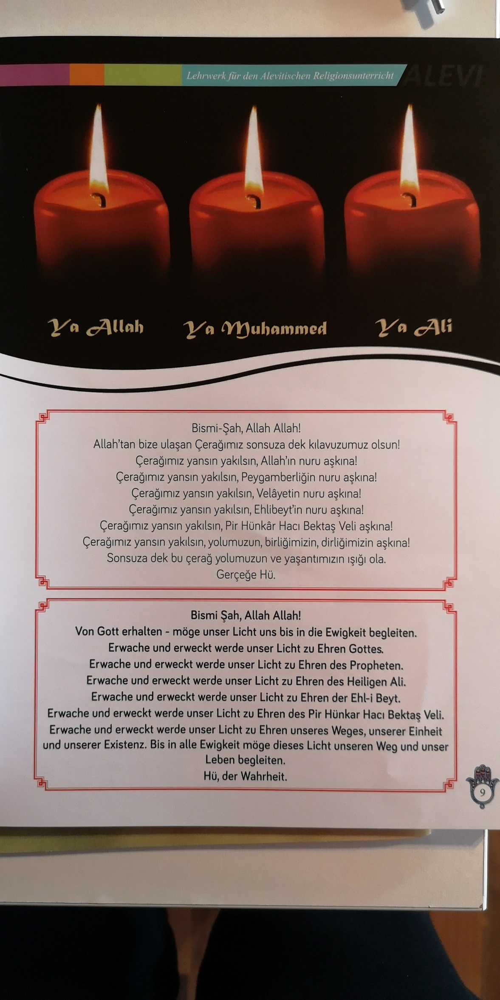 Lehrwerk für den Alevitischen Religionsunterricht
ALEVI
Ya Allah
Ya Muhammed
Ya Ali
Bismi-Şah, Allah Allah!
Allah'tan bize ulaşan Çerağımız sonsuza dek kılavuzumuz olsun!
Çerağımız yansın yakılsın, Allah'ın nuru aşkına!
Çerağımız yansın yakılsın, Peygamberliğin nuru aşkına!
Çerağımız yansın yakılsın, Velâyetin nuru aşkına!
Çerağımız yansın yakılsın, Ehlibeyt'in nuru aşkına!
Çerağımız yansın yakılsın, Pir Hünkâr Hacı Bektaş Veli aşkına!
Çerağımız yansın yakılsın, yolumuzun, birliğimizin, dirliğimizin aşkına!
Sonsuza dek bu çerağ yolumuzun ve yaşantımızın ışığı ola.
Gerçeğe Hü.
Bismi Şah, Allah Allah!
Von Gott erhalten - möge unser Licht uns bis in die Ewigkeit begleiten.
Erwache und erweckt werde unser Licht zu Ehren Gottes.
Erwache und erweckt werde unser Licht zu Ehren des Propheten.
Erwache und erweckt werde unser Licht zu Ehren des Heiligen Ali.
Erwache und erweckt werde unser Licht zu Ehren der Ehl-i Beyt.
Erwache und erweckt werde unser Licht zu Ehren des Pir Hünkar Hacı Bektaş Veli.
Erwache und erweckt werde unser Licht zu Ehren unseres Weges, unserer Einheit
und unserer Existenz. Bis in alle Ewigkeit möge dieses Licht unseren Weg und unser
Leben begleiten.
Hü, der Wahrheit.
9